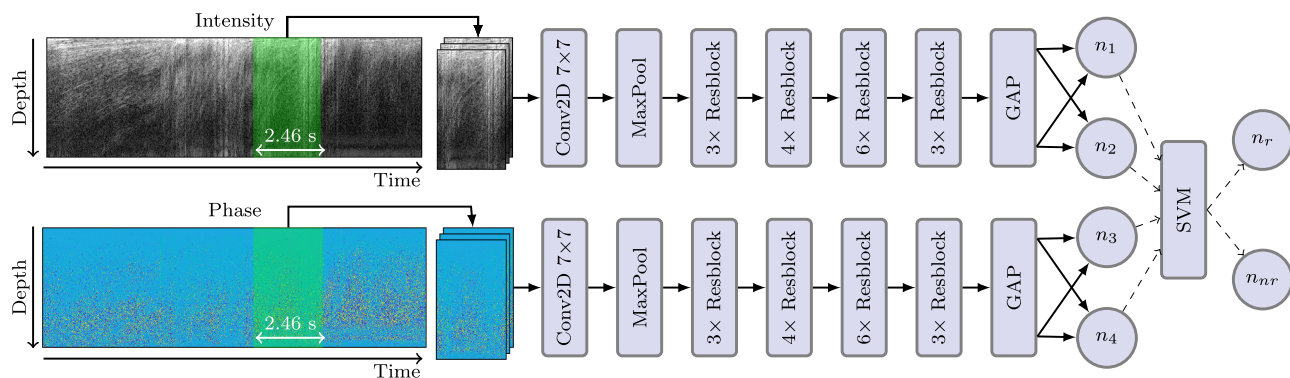 Intensity
Depth
2.46 s
Time
Conv2D 7×7
MaxPool
3× Resblock
4× Resblock
6× Resblock
3× Resblock
GAP
n1
n2
Phase
Depth
2.46 s
Time
Conv2D 7×7
MaxPool
3× Resblock
4× Resblock
6× Resblock
3× Resblock
GAP
n3
n4
SVM
nr
nnr